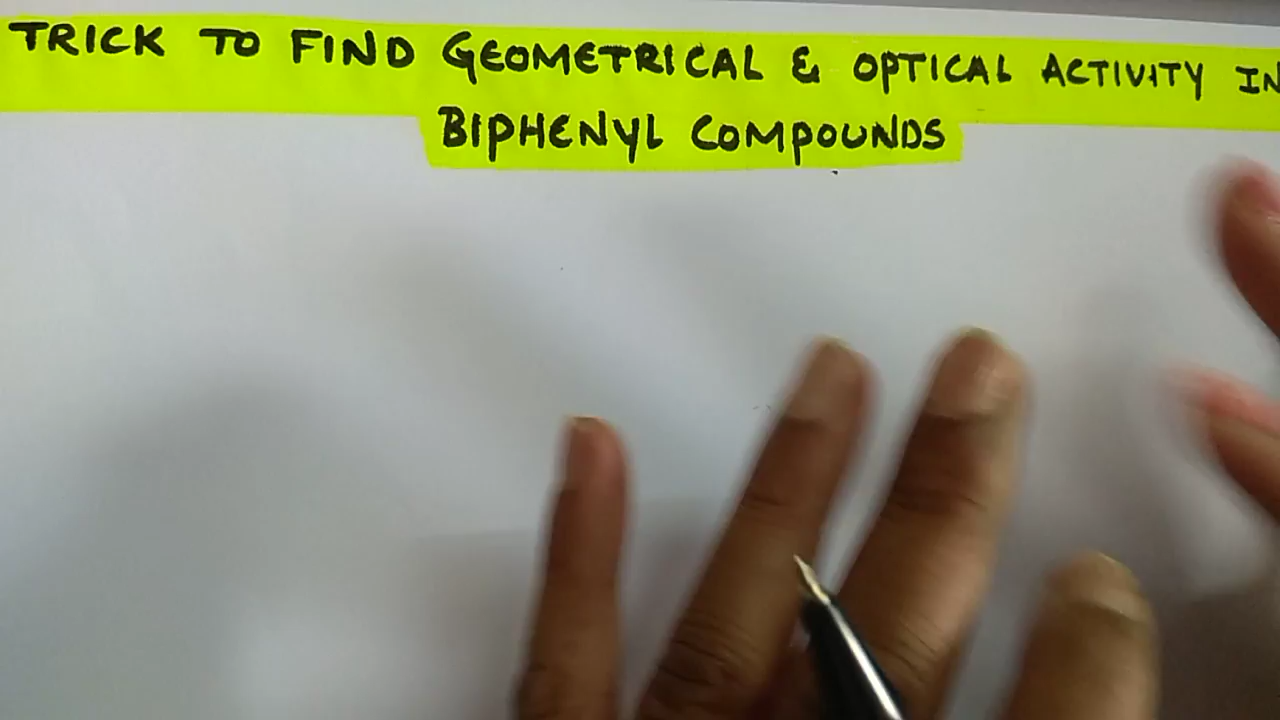 TRICK TO FIND GEOMETRICAL & OPTICAL ACTIVITY IN
BIPHENYL COMPOUNDS